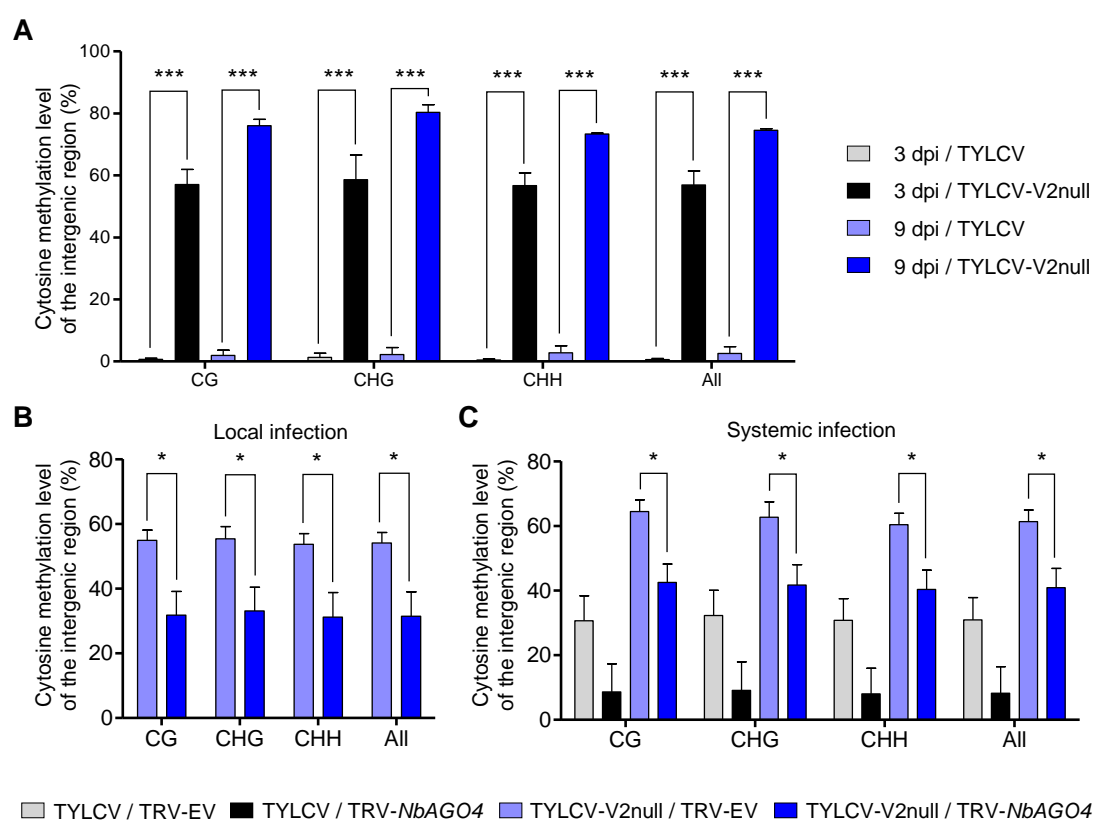 A
Cytosine methylation level
of the intergenic region (%)
100
80
60
40
20
0
*** *** *** *** *** *** *** ***
CG CHG CHH All
3 dpi / TYLCV
3 dpi / TYLCV-V2null
9 dpi / TYLCV
9 dpi / TYLCV-V2null
B
Local infection
Cytosine methylation level
of the intergenic region (%)
80
60
40
20
0
* * * *
CG CHG CHH All
C
Systemic infection
Cytosine methylation level
of the intergenic region (%)
80
60
40
20
0
* * * *
CG CHG CHH All
TYLCV / TRV-EV TYLCV / TRV-NbAGO4 TYLCV-V2null / TRV-EV TYLCV-V2null / TRV-NbAGO4